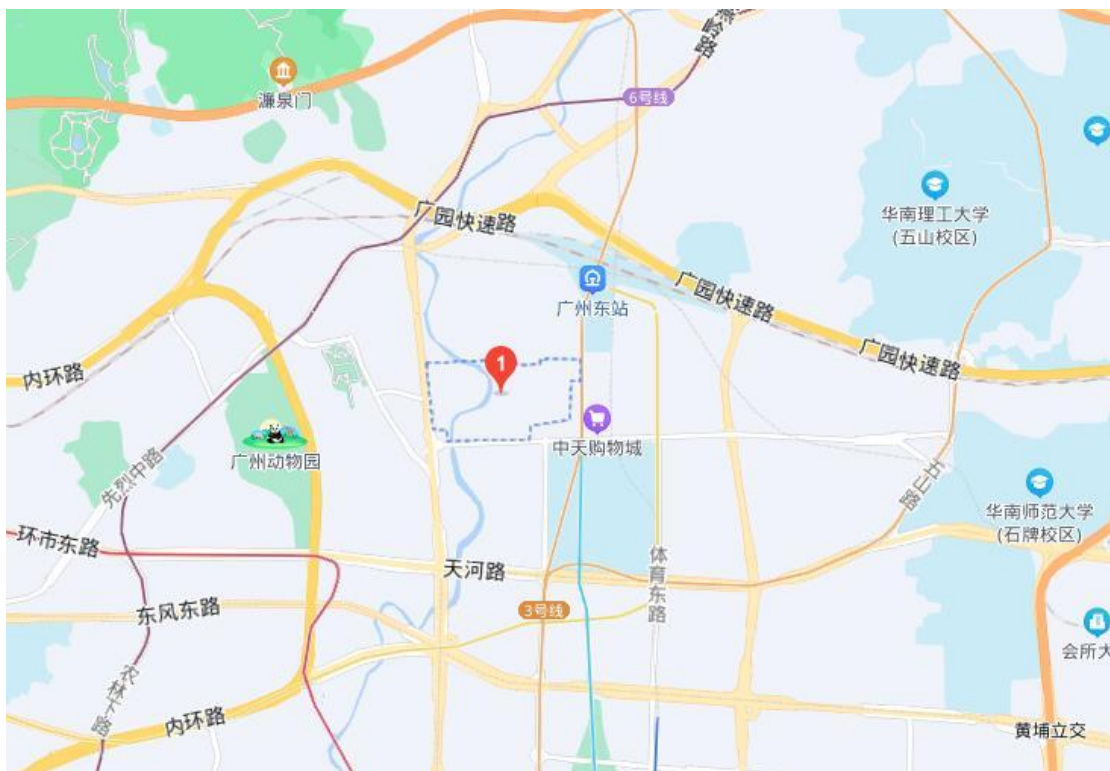 燕岭路
6号线
濂泉门
广园快速路
华南理工大学
(五山校区)
广州东站
广园快速路
广园快速路
内环路
1
中天购物城
广州动物园
先烈中路
五山路
华南师范大学
(石牌校区)
环市东路
天河路
体育东路
3号线
东风东路
会所大
农林下路
内环路
黄埔立交